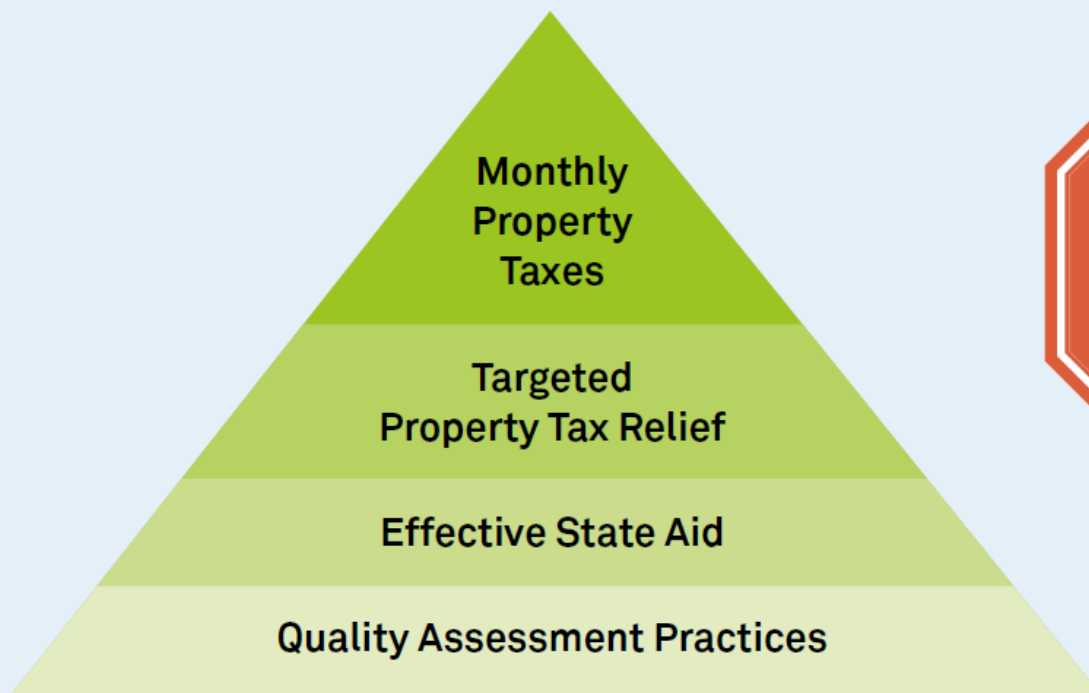 Monthly
Property
Taxes
Targeted
Property Tax Relief
Effective State Aid
Quality Assessment Practices